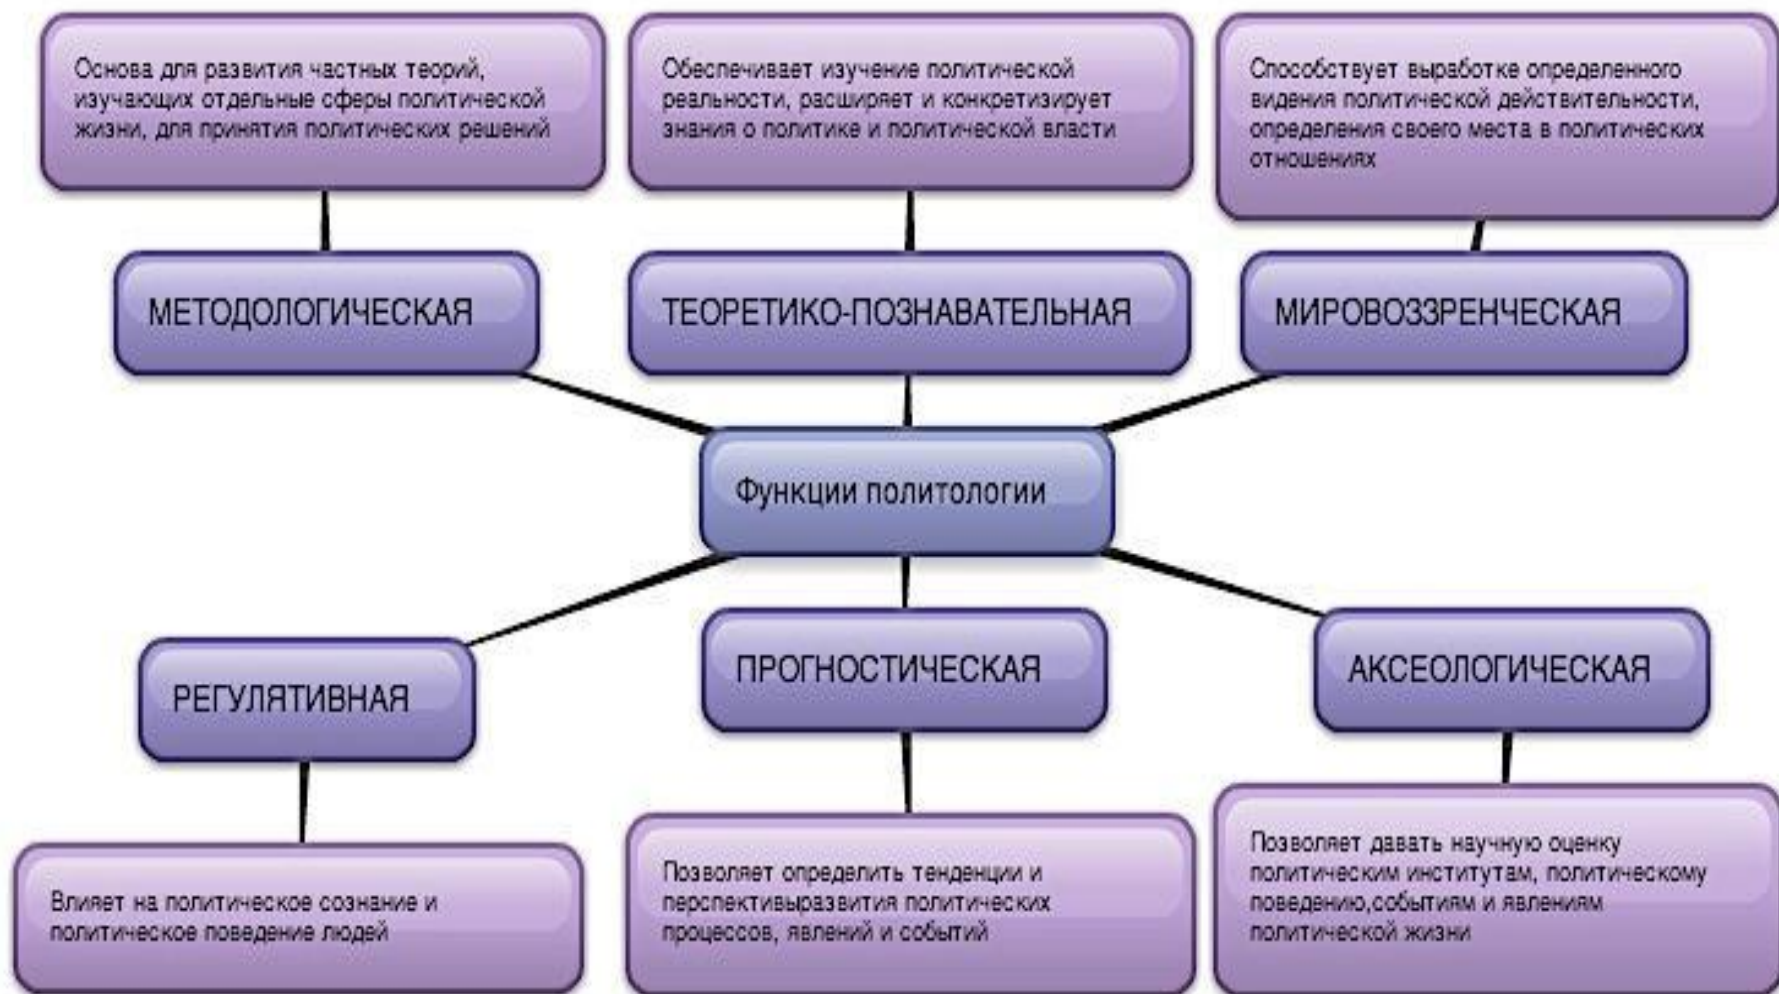 Основа для развития частных теорий,
изучающих отдельные сферы политической
жизни, для принятия политических решений
Обеспечивает изучение политической
реальности, расширяет и конкретизирует
знания о политике и политической власти
Способствует выработке определенного
видения политической действительности,
определения своего места в политических
отношениях
МЕТОДОЛОГИЧЕСКАЯ
ТЕОРЕТИКО-ПОЗНАВАТЕЛЬНАЯ
МИРОВОЗЗРЕНЧЕСКАЯ
Функции политологии
РЕГУЛЯТИВНАЯ
ПРОГНОСТИЧЕСКАЯ
АКСЕОЛОГИЧЕСКАЯ
Влияет на политическое сознание и
политическое поведение людей
Позволяет определить тенденции и
перспективыразвития политических
процессов, явлений и событий
Позволяет давать научную оценку
политическим институтам, политическому
поведению,событиям и явлениям
политической жизни